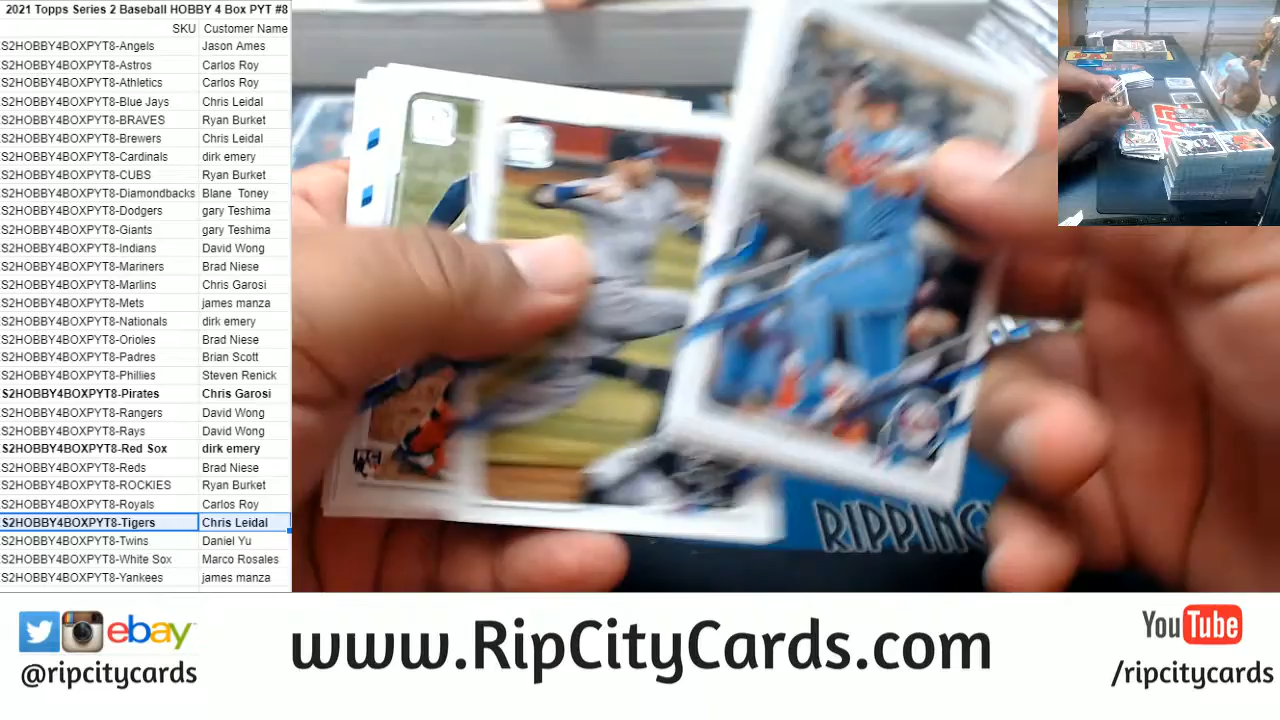 2021 Topps Series 2 Baseball HOBBY 4 Box PYT #8
SKU Customer Name
S2HOBBY4BOXPYT8-Angels Jason Ames
S2HOBBY4BOXPYT8-Astros Carlos Roy
S2HOBBY4BOXPYT8-Athletics Carlos Roy
S2HOBBY4BOXPYT8-Blue Jays Chris Leidal
S2HOBBY4BOXPYT8-BRAVES Ryan Burket
S2HOBBY4BOXPYT8-Brewers Chris Leidal
S2HOBBY4BOXPYT8-Cardinals dirk emery
S2HOBBY4BOXPYT8-CUBS Ryan Burket
S2HOBBY4BOXPYT8-Diamondbacks Blane Toney
S2HOBBY4BOXPYT8-Dodgers gary Teshima
S2HOBBY4BOXPYT8-Giants gary Teshima
S2HOBBY4BOXPYT8-Indians David Wong
S2HOBBY4BOXPYT8-Mariners Brad Niese
S2HOBBY4BOXPYT8-Marlins Chris Garosi
S2HOBBY4BOXPYT8-Mets james manza
S2HOBBY4BOXPYT8-Nationals dirk emery
S2HOBBY4BOXPYT8-Orioles Brad Niese
S2HOBBY4BOXPYT8-Padres Brian Scott
S2HOBBY4BOXPYT8-Phillies Steven Renick
S2HOBBY4BOXPYT8-Pirates Chris Garosi
S2HOBBY4BOXPYT8-Rangers David Wong
S2HOBBY4BOXPYT8-Rays David Wong
S2HOBBY4BOXPYT8-Red Sox dirk emery
S2HOBBY4BOXPYT8-Reds Brad Niese
S2HOBBY4BOXPYT8-ROCKIES Ryan Burket
S2HOBBY4BOXPYT8-Royals Carlos Roy
S2HOBBY4BOXPYT8-Tigers Chris Leidal
S2HOBBY4BOXPYT8-Twins Daniel Yu
S2HOBBY4BOXPYT8-White Sox Marco Rosales
S2HOBBY4BOXPYT8-Yankees james manza
RIPPING
ebay
@ripcitycards
www.RipCityCards.com
YouTube
/ripcitycards